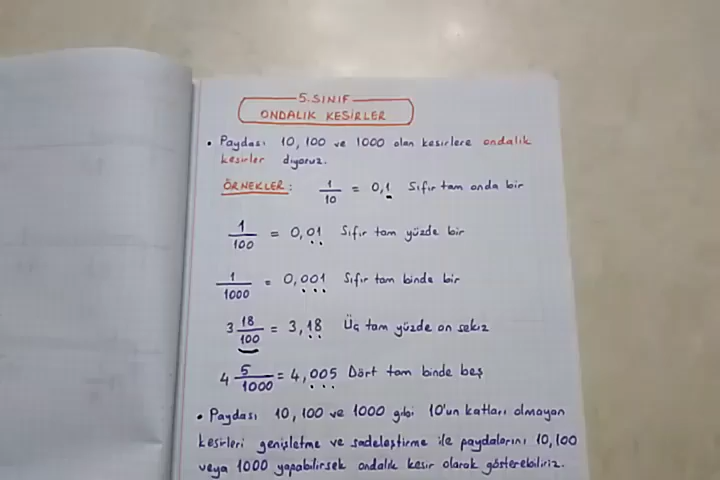 5.SINIF
ONDALIK KESİRLER
• Paydası 10, 100 ve 1000 olan kesirlere ondalık
kesirler diyoruz.
ÖRNEKLER: 1/10 = 0,1 Sıfır tam onda bir
1/100 = 0,01 Sıfır tam yüzde bir
1/1000 = 0,001 Sıfır tam binde bir
3 18/100 = 3,18 Üç tam yüzde on sekiz
4 5/1000 = 4,005 Dört tam binde beş
• Paydası 10, 100 ve 1000 gibi 10'un katları olmayan
kesirleri genişletme ve sadeleştirme ile paydalarını 10,100
veya 1000 yapabilirsek ondalık kesir olarak gösterebiliriz.